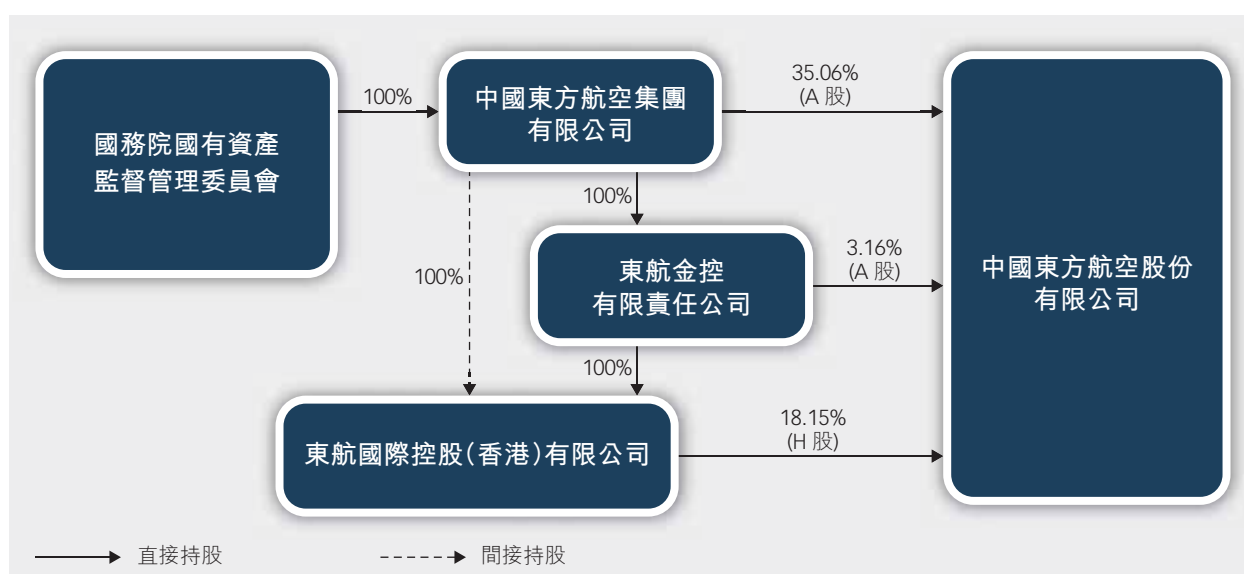 國務院國有資產
監督管理委員會
100%
中國東方航空集團
有限公司
35.06%
(A 股)
100%
100%
東航金控
有限責任公司
3.16%
(A 股)
中國東方航空股份
有限公司
100%
東航國際控股(香港)有限公司
18.15%
(H 股)
直接持股
間接持股